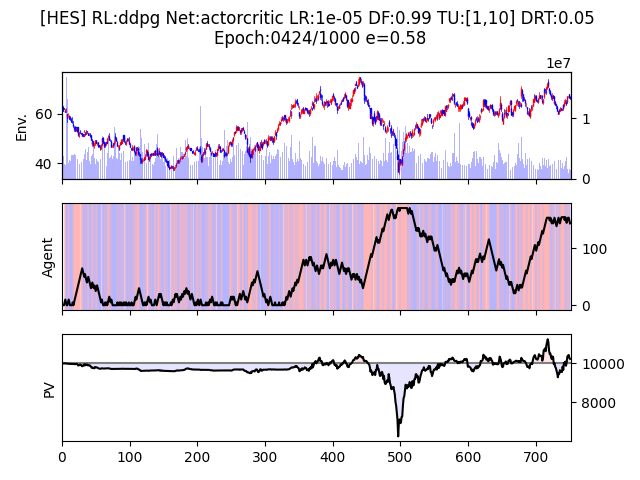 [HES] RL:ddpg Net:actorcritic LR:1e-05 DF:0.99 TU:[1,10] DRT:0.05
Epoch:0424/1000 e=0.58
1e7
Env.
60
40
1
0
Agent
100
0
PV
10000
8000
0 100 200 300 400 500 600 700